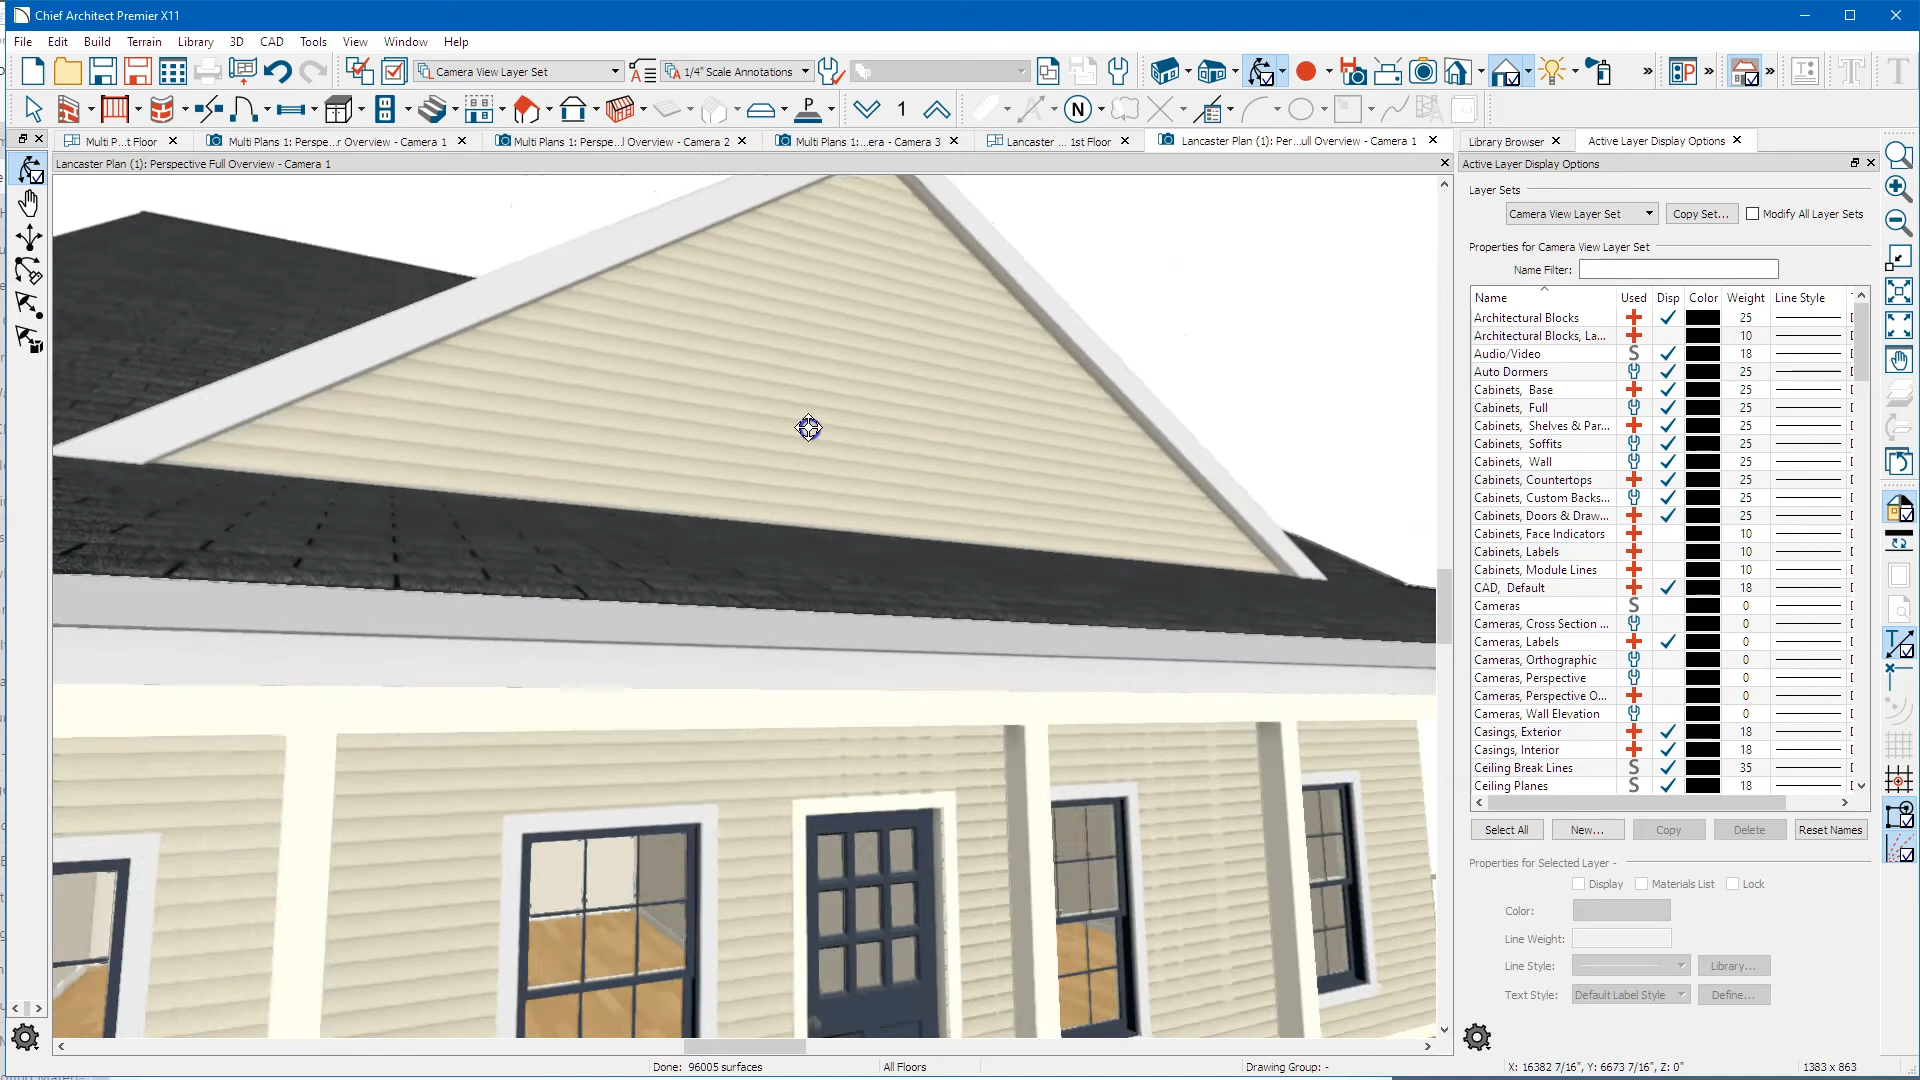 Chief Architect Premier X11
File Edit Build Terrain Library 3D CAD Tools View Window Help
Camera View Layer Set
1/4" Scale Annotations
1
N
P
Multi P...t Floor
Multi Plans 1: Perspe...r Overview - Camera 1
Multi Plans 1: Perspe...l Overview - Camera 2
Multi Plans 1:...era - Camera 3
Lancaster ... 1st Floor
Lancaster Plan (1): Per...ull Overview - Camera 1
Library Browser
Active Layer Display Options
Lancaster Plan (1): Perspective Full Overview - Camera 1
Active Layer Display Options
Layer Sets
Camera View Layer Set
Copy Set...
Modify All Layer Sets
Properties for Camera View Layer Set
Name Filter:
Name Used Disp Color Weight Line Style
Architectural Blocks 25
Architectural Blocks, La... 10
Audio/Video S 18
Auto Dormers 25
Cabinets, Base 25
Cabinets, Full 25
Cabinets, Shelves & Par... 25
Cabinets, Soffits 25
Cabinets, Wall 25
Cabinets, Countertops 25
Cabinets, Custom Backs... 25
Cabinets, Doors & Draw... 25
Cabinets, Face Indicators 10
Cabinets, Labels 10
Cabinets, Module Lines 10
CAD, Default 18
Cameras S 0
Cameras, Cross Section ... 0
Cameras, Labels 0
Cameras, Orthographic 0
Cameras, Perspective 0
Cameras, Perspective O... 0
Cameras, Wall Elevation 0
Casings, Exterior 18
Casings, Interior 18
Ceiling Break Lines S 35
Ceiling Planes S 18
Select All
New...
Copy
Delete
Reset Names
Properties for Selected Layer -
Display
Materials List
Lock
Color:
Line Weight:
Line Style:
Library...
Text Style:
Default Label Style
Define...
Done: 96005 surfaces
All Floors
Drawing Group: -
X: 16382 7/16", Y: 6673 7/16", Z: 0"
1383 x 863